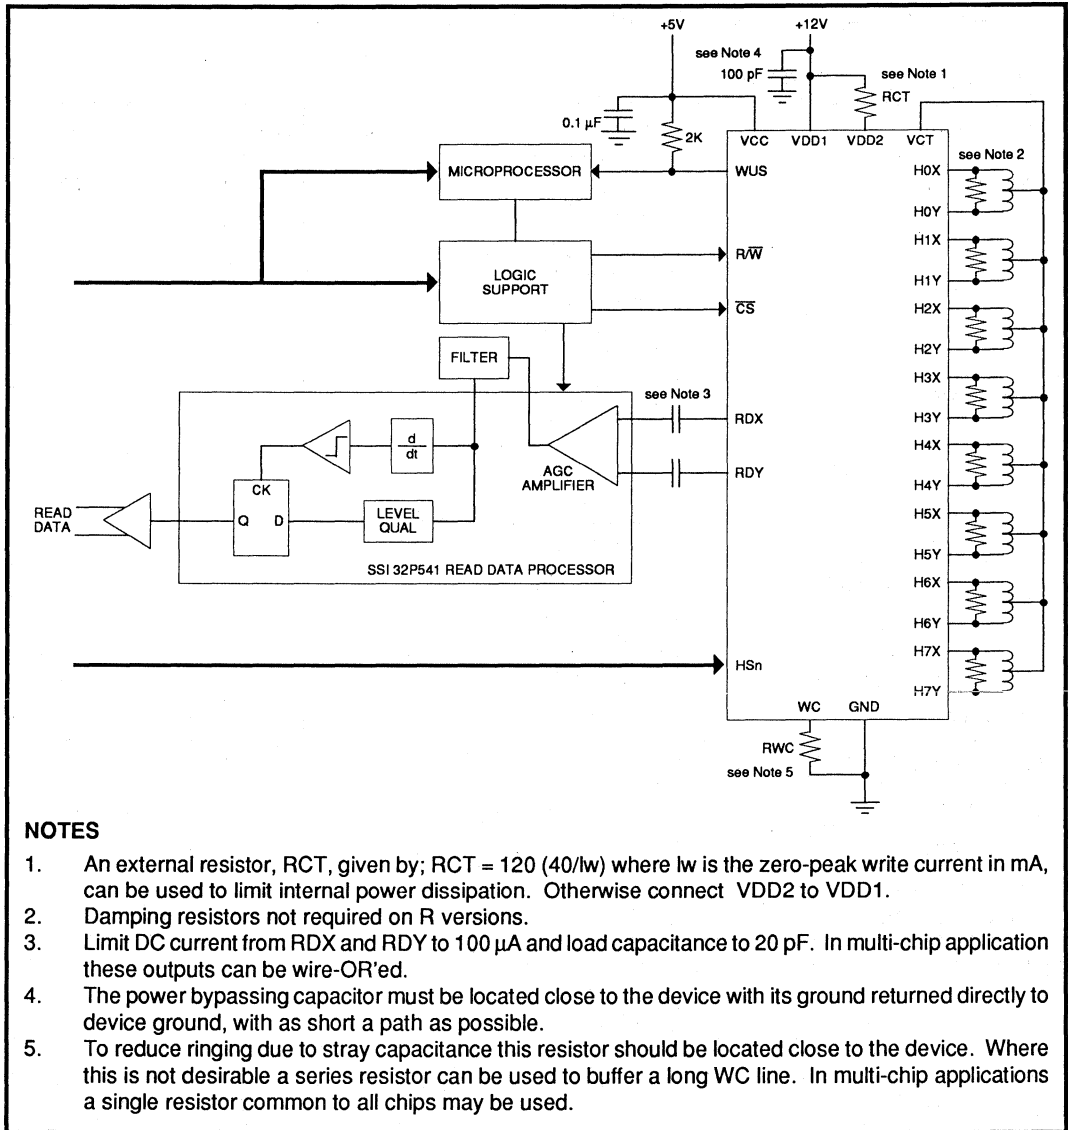 +5V
+12V
see Note 4
100 pF
see Note 1
RCT
0.1 µF
2K
VCC VDD1 VDD2 VCT
see Note 2
MICROPROCESSOR
WUS
H0X
H0Y
H1X
R/W̅
LOGIC
SUPPORT
H1Y
C̅S̅
H2X
H2Y
FILTER
H3X
see Note 3
RDX
H3Y
d
dt
AGC
AMPLIFIER
RDY
H4X
H4Y
CK
READ
DATA
Q D
LEVEL
QUAL
H5X
H5Y
SSI 32P541 READ DATA PROCESSOR
H6X
H6Y
HSn
H7X
H7Y
WC GND
RWC
see Note 5
NOTES
1. An external resistor, RCT, given by; RCT = 120 (40/Iw) where Iw is the zero-peak write current in mA,
can be used to limit internal power dissipation. Otherwise connect VDD2 to VDD1.
2. Damping resistors not required on R versions.
3. Limit DC current from RDX and RDY to 100 µA and load capacitance to 20 pF. In multi-chip application
these outputs can be wire-OR'ed.
4. The power bypassing capacitor must be located close to the device with its ground returned directly to
device ground, with as short a path as possible.
5. To reduce ringing due to stray capacitance this resistor should be located close to the device. Where
this is not desirable a series resistor can be used to buffer a long WC line. In multi-chip applications
a single resistor common to all chips may be used.